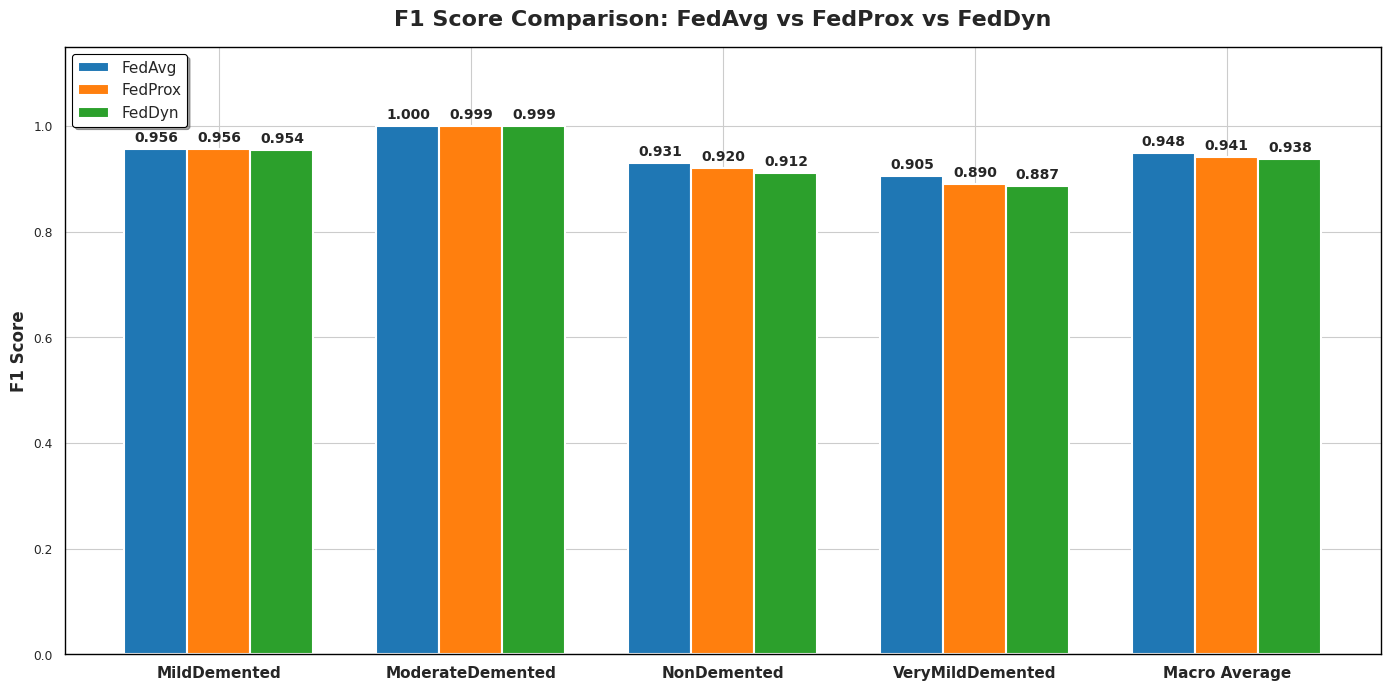 F1 Score Comparison: FedAvg vs FedProx vs FedDyn
FedAvg
FedProx
FedDyn
F1 Score
1.0
0.8
0.6
0.4
0.2
0.0
0.956 0.956 0.954
1.000 0.999 0.999
0.931 0.920 0.912
0.905 0.890 0.887
0.948 0.941 0.938
MildDemented ModerateDemented NonDemented VeryMildDemented Macro Average